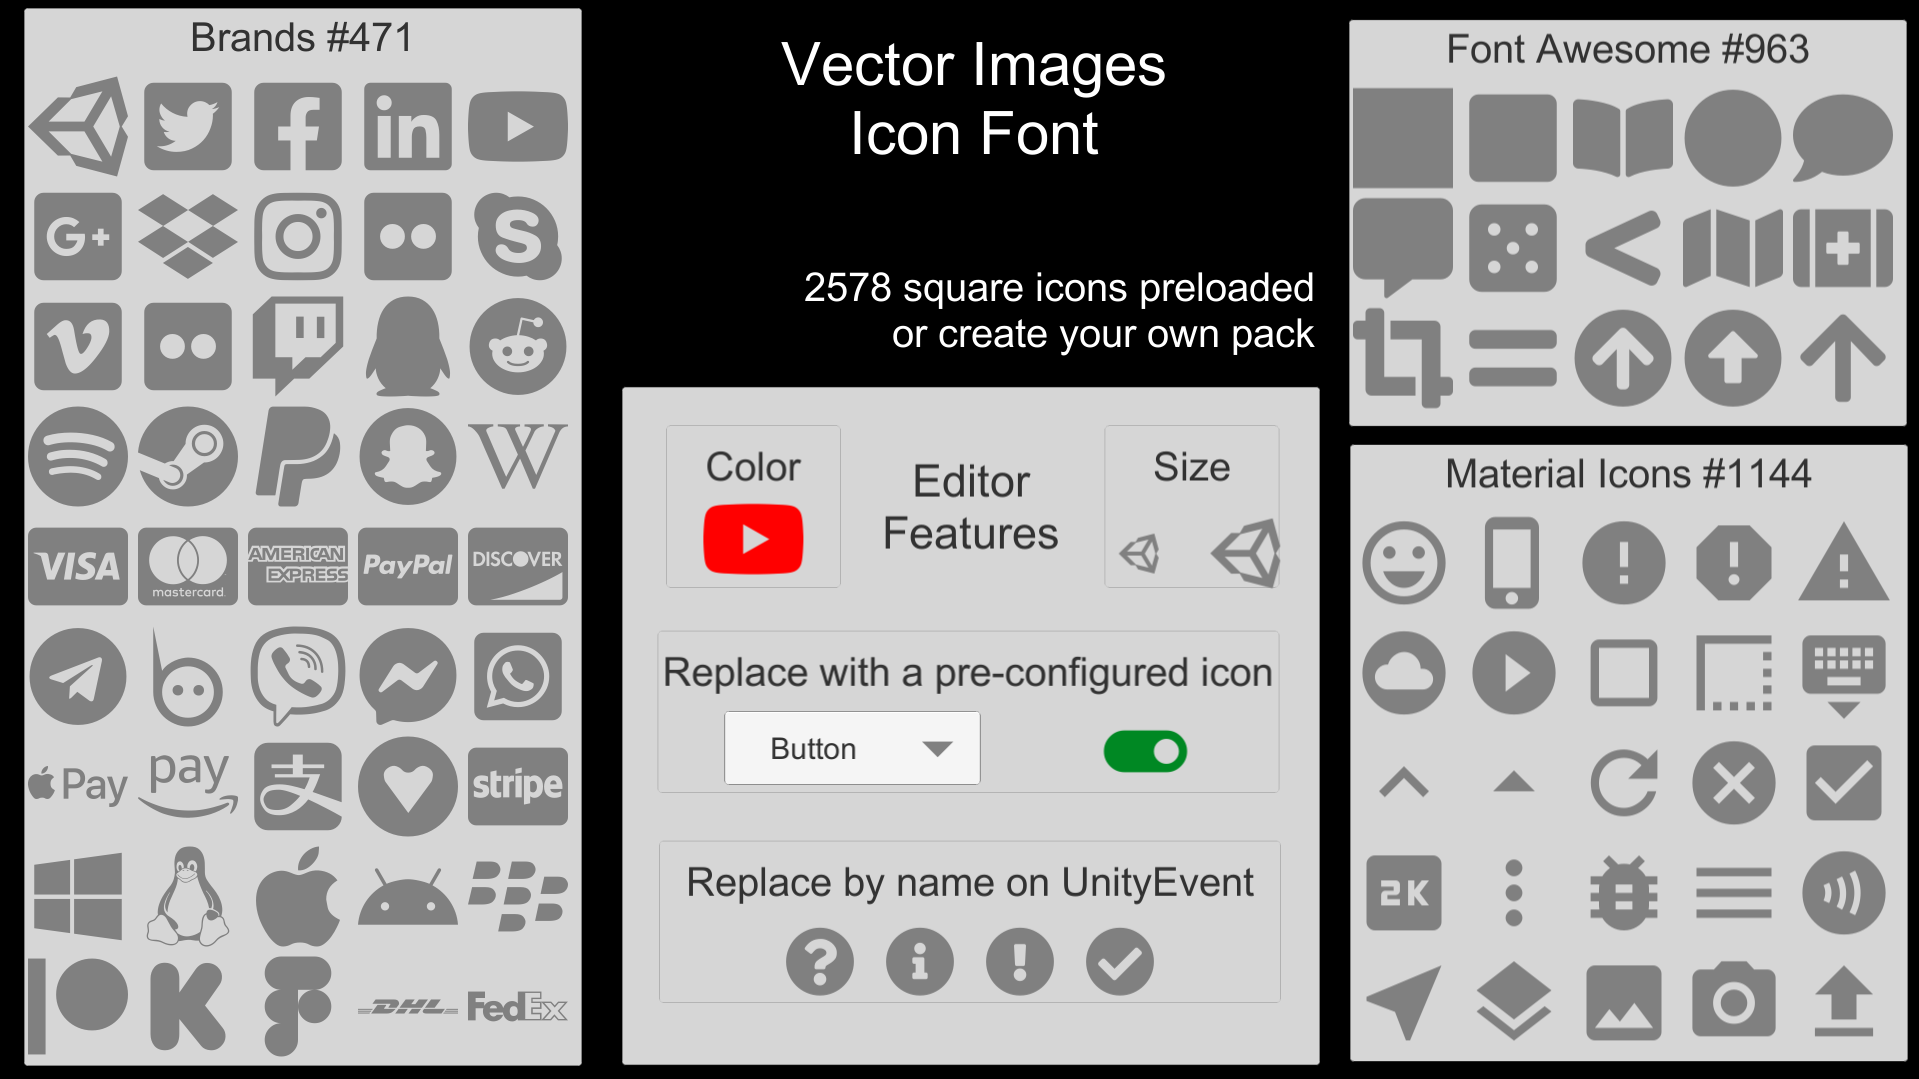 Brands #471
in
G+
S
W
VISA
mastercard.
AMERICAN
EXPRESS
PayPal
DISCOVER
Pay
pay
支
stripe
K
DHL
FedEx
Vector Images
Icon Font
2578 square icons preloaded
or create your own pack
Color
Editor
Features
Size
Replace with a pre-configured icon
Button
Replace by name on UnityEvent
? i ! ✓
Font Awesome #963
Material Icons #1144
2K